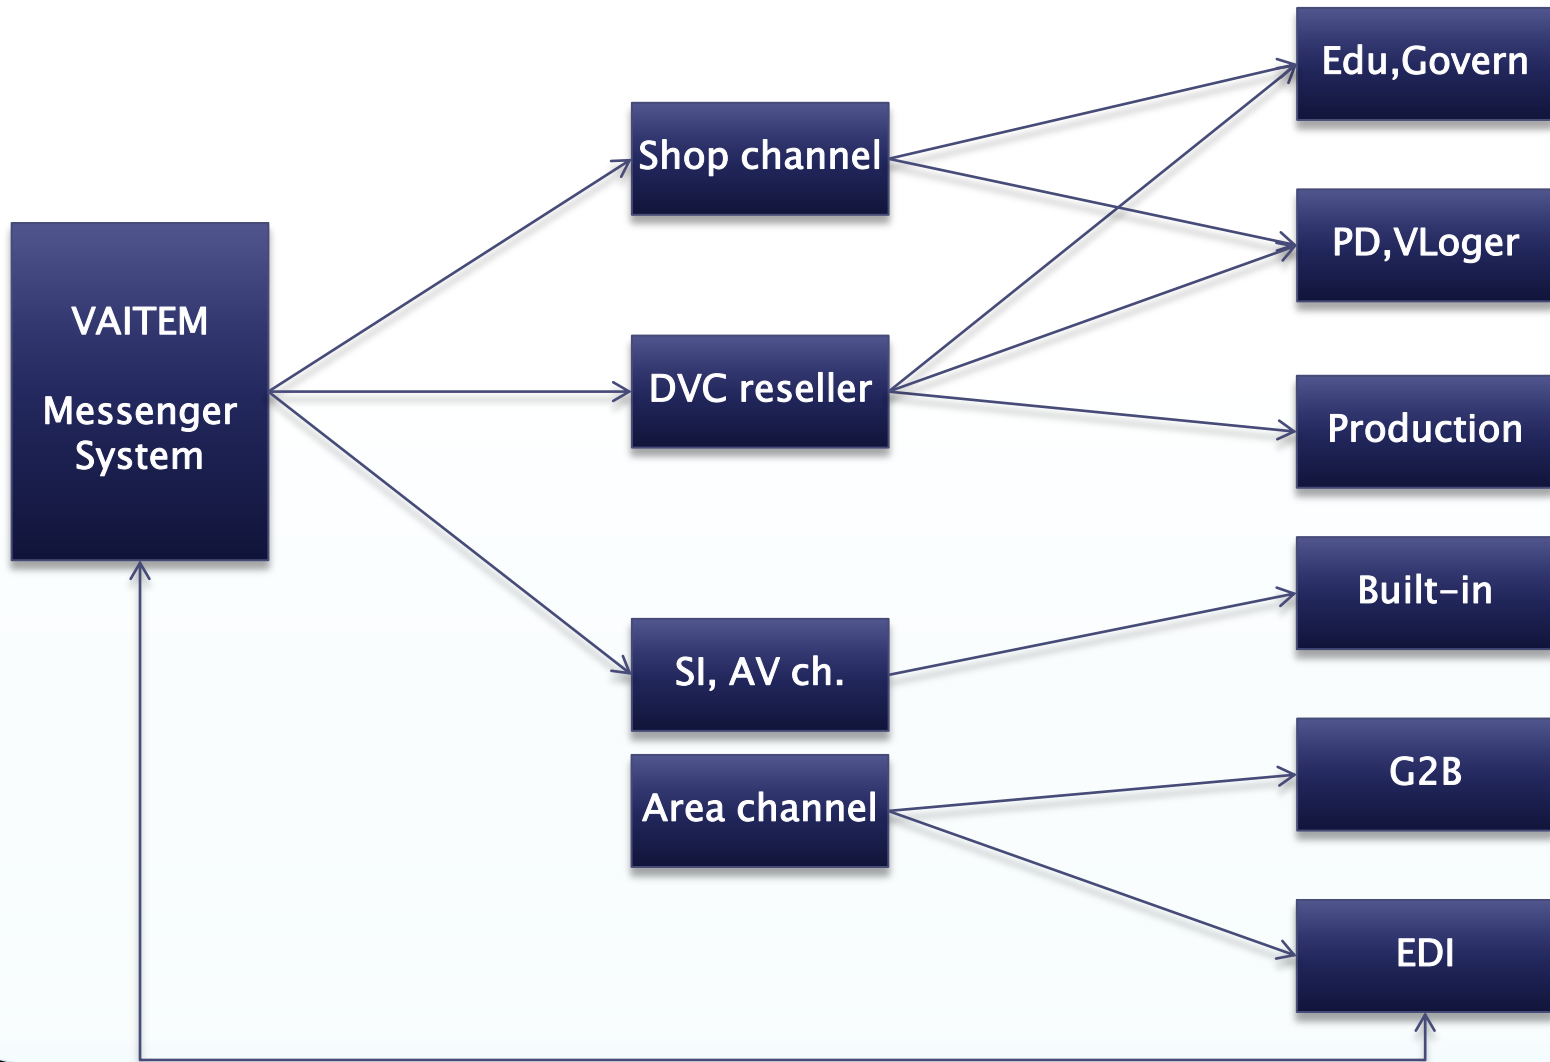 VAITEM
Messenger
System
Shop channel
DVC reseller
SI, AV ch.
Area channel
Edu,Govern
PD,VLoger
Production
Built-in
G2B
EDI